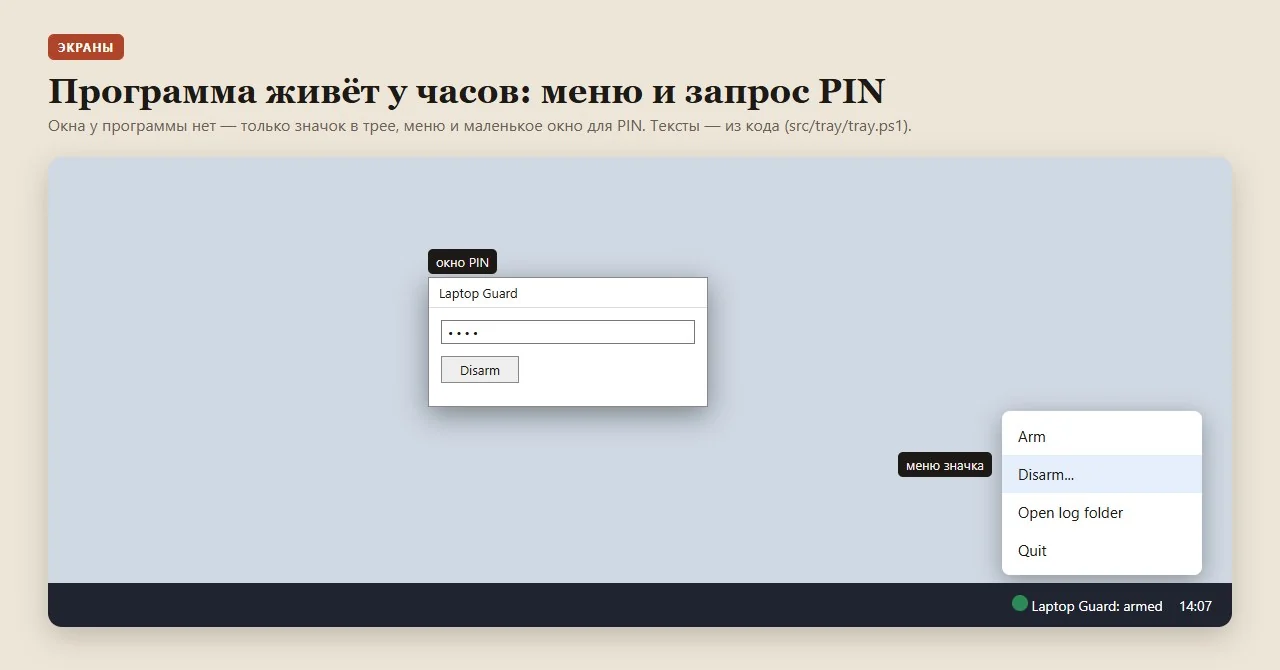 ЭКРАНЫ
Программа живёт у часов: меню и запрос PIN
Окна у программы нет — только значок в трее, меню и маленькое окно для PIN. Тексты — из кода (src/tray/tray.ps1).
окно PIN
Laptop Guard
••••
Disarm
Arm
меню значка
Disarm...
Open log folder
Quit
Laptop Guard: armed 14:07